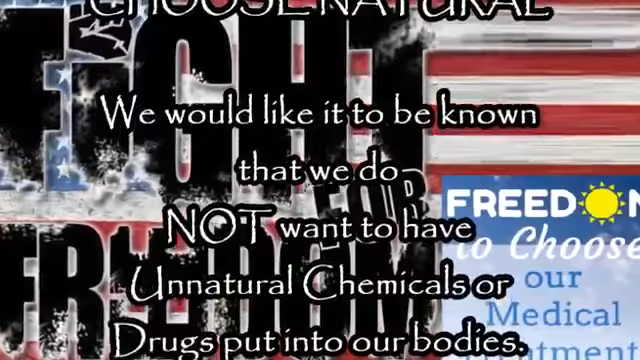 CHOOSE NATURAL
We would like it to be known
that we do
NOT want to have
Unnatural Chemicals or
Drugs put into our bodies.
FIGHT
FOR
FREEDOM
FREEDOM
to Choose
our
Medical